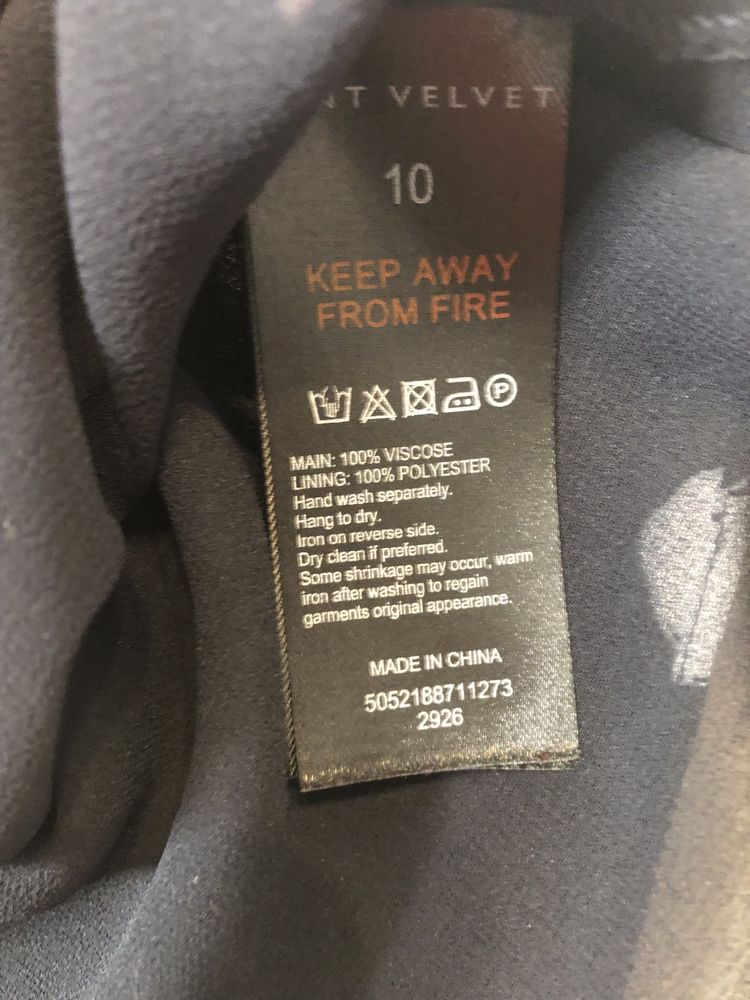 NT VELVET
10
KEEP AWAY
FROM FIRE
P
MAIN: 100% VISCOSE
LINING: 100% POLYESTER
Hand wash separately.
Hang to dry.
Iron on reverse side.
Dry clean if preferred.
Some shrinkage may occur, warm
iron after washing to regain
garments original appearance.
MADE IN CHINA
5052188711273
2926